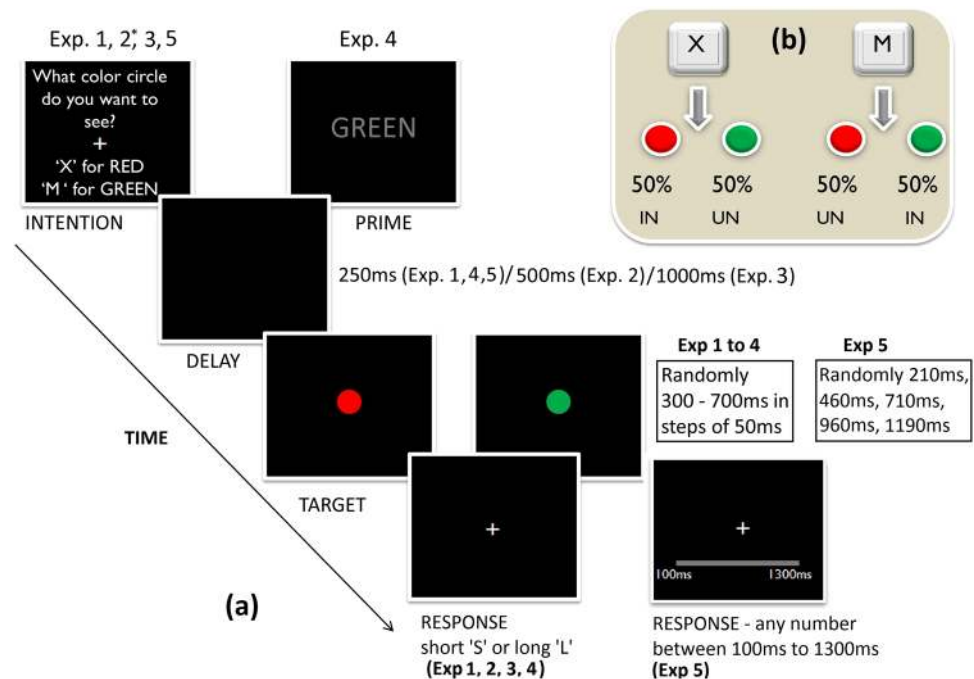 Exp. 1, 2*, 3, 5
What color circle
do you want to
see?
+
'X' for RED
'M ' for GREEN
INTENTION
Exp. 4
GREEN
PRIME
(b)
X
M
50%
50%
50%
50%
IN
UN
UN
IN
250ms (Exp. 1,4,5)/500ms (Exp. 2)/1000ms (Exp. 3)
DELAY
Exp 1 to 4
Randomly
300 - 700ms in
steps of 50ms
Exp 5
Randomly 210ms,
460ms, 710ms,
960ms, 1190ms
TIME
TARGET
+
+
100ms
1300ms
(a)
RESPONSE
short 'S' or long 'L'
(Exp 1, 2, 3, 4)
RESPONSE - any number
between 100ms to 1300ms
(Exp 5)